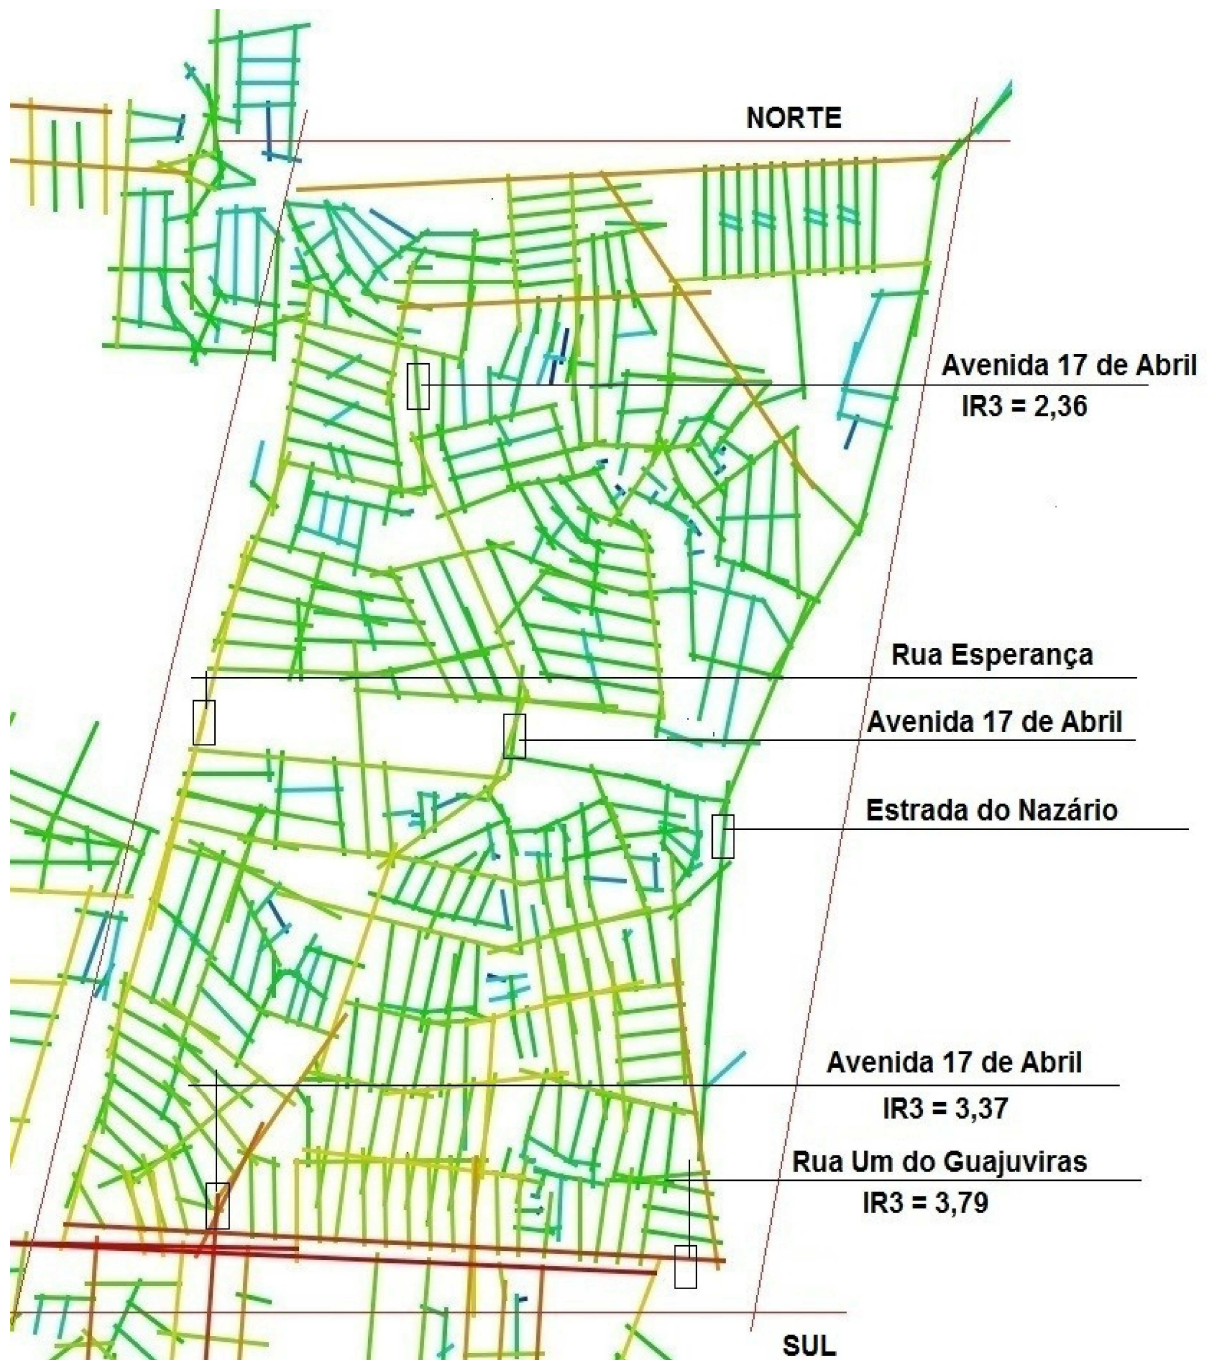 NORTE
Avenida 17 de Abril
IR3 = 2,36
Rua Esperança
Avenida 17 de Abril
Estrada do Nazário
Avenida 17 de Abril
IR3 = 3,37
Rua Um do Guajuviras
IR3 = 3,79
SUL